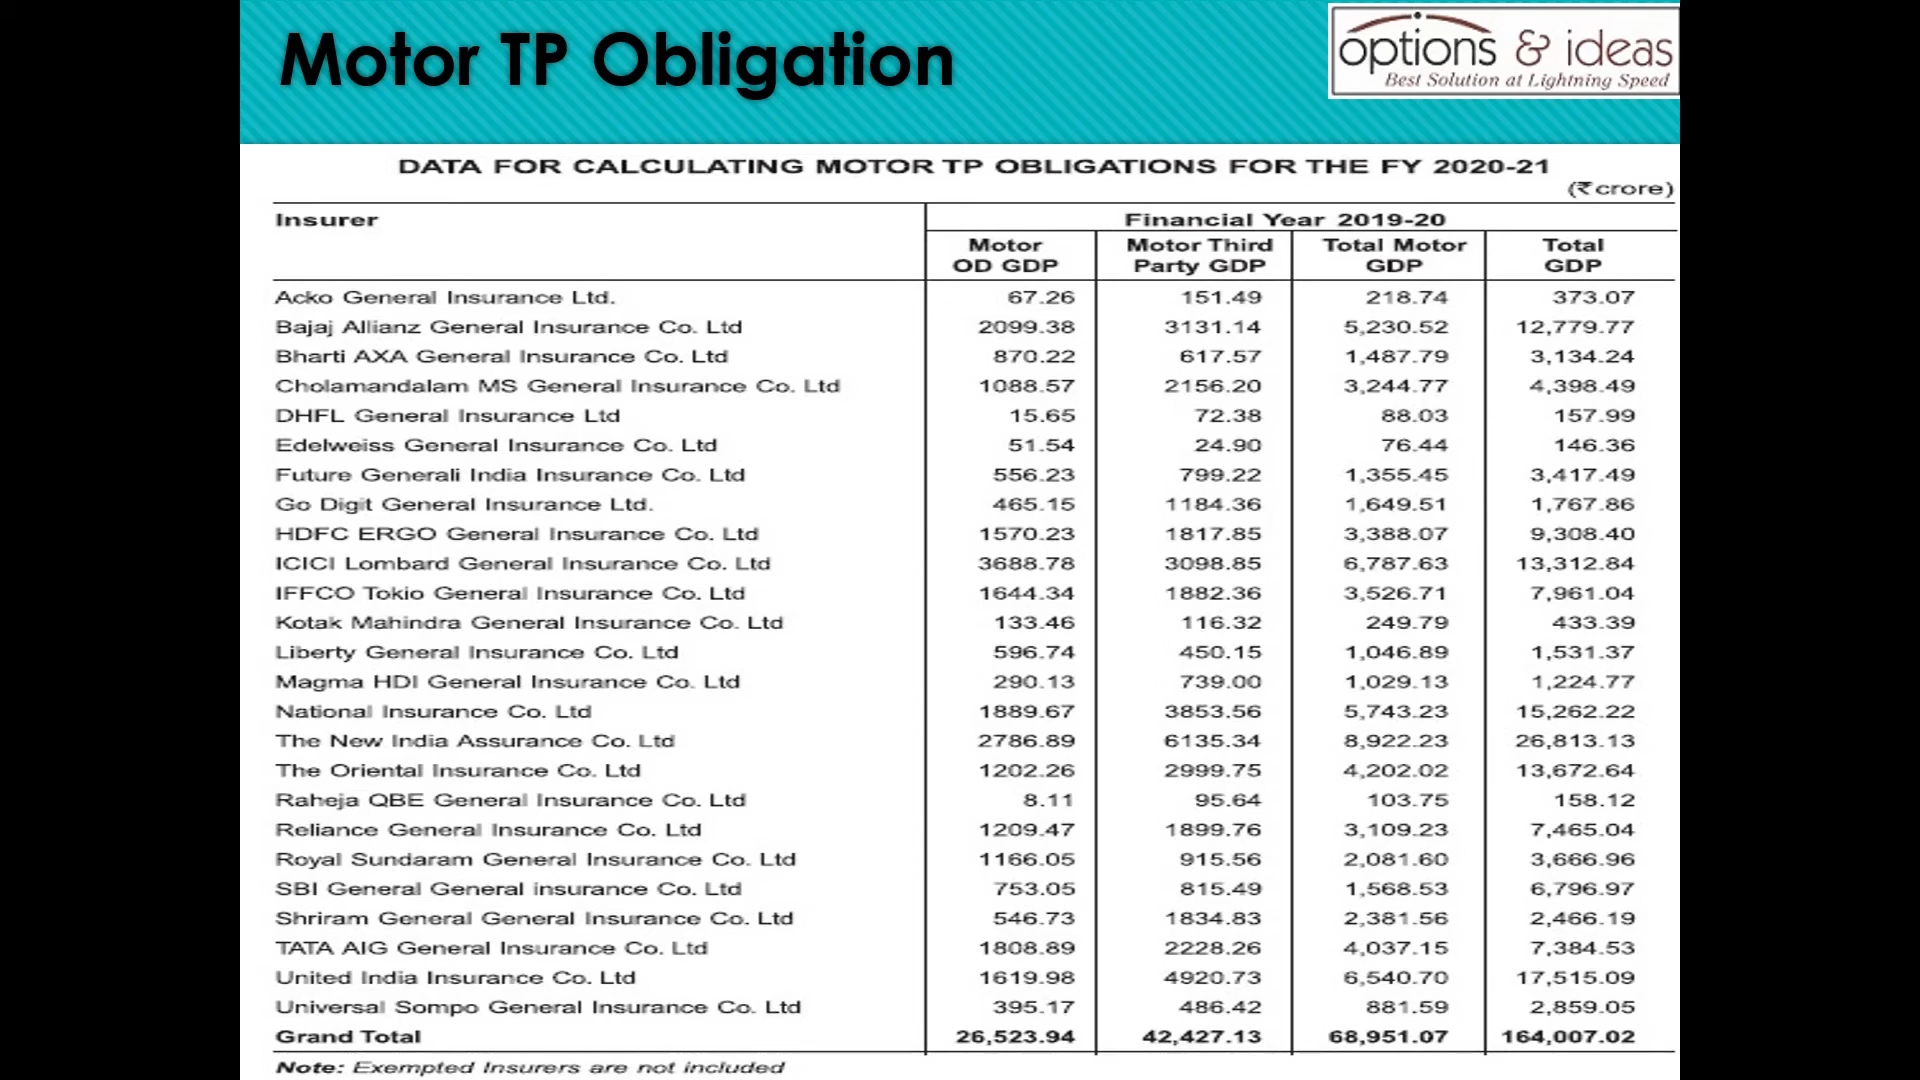 Motor TP Obligation
options & ideas
Best Solution at Lightning Speed
DATA FOR CALCULATING MOTOR TP OBLIGATIONS FOR THE FY 2020-21
(₹ crore)
Insurer Financial Year 2019-20
Motor OD GDP Motor Third Party GDP Total Motor GDP Total GDP
Acko General Insurance Ltd. 67.26 151.49 218.74 373.07
Bajaj Allianz General Insurance Co. Ltd 2099.38 3131.14 5,230.52 12,779.77
Bharti AXA General Insurance Co. Ltd 870.22 617.57 1,487.79 3,134.24
Cholamandalam MS General Insurance Co. Ltd 1088.57 2156.20 3,244.77 4,398.49
DHFL General Insurance Ltd 15.65 72.38 88.03 157.99
Edelweiss General Insurance Co. Ltd 51.54 24.90 76.44 146.36
Future Generali India Insurance Co. Ltd 556.23 799.22 1,355.45 3,417.49
Go Digit General Insurance Ltd. 465.15 1184.36 1,649.51 1,767.86
HDFC ERGO General Insurance Co. Ltd 1570.23 1817.85 3,388.07 9,308.40
ICICI Lombard General Insurance Co. Ltd 3688.78 3098.85 6,787.63 13,312.84
IFFCO Tokio General Insurance Co. Ltd 1644.34 1882.36 3,526.71 7,961.04
Kotak Mahindra General Insurance Co. Ltd 133.46 116.32 249.79 433.39
Liberty General Insurance Co. Ltd 596.74 450.15 1,046.89 1,531.37
Magma HDI General Insurance Co. Ltd 290.13 739.00 1,029.13 1,224.77
National Insurance Co. Ltd 1889.67 3853.56 5,743.23 15,262.22
The New India Assurance Co. Ltd 2786.89 6135.34 8,922.23 26,813.13
The Oriental Insurance Co. Ltd 1202.26 2999.75 4,202.02 13,672.64
Raheja QBE General Insurance Co. Ltd 8.11 95.64 103.75 158.12
Reliance General Insurance Co. Ltd 1209.47 1899.76 3,109.23 7,465.04
Royal Sundaram General Insurance Co. Ltd 1166.05 915.56 2,081.60 3,666.96
SBI General General insurance Co. Ltd 753.05 815.49 1,568.53 6,796.97
Shriram General General Insurance Co. Ltd 546.73 1834.83 2,381.56 2,466.19
TATA AIG General Insurance Co. Ltd 1808.89 2228.26 4,037.15 7,384.53
United India Insurance Co. Ltd 1619.98 4920.73 6,540.70 17,515.09
Universal Sompo General Insurance Co. Ltd 395.17 486.42 881.59 2,859.05
Grand Total 26,523.94 42,427.13 68,951.07 164,007.02
Note: Exempted Insurers are not included